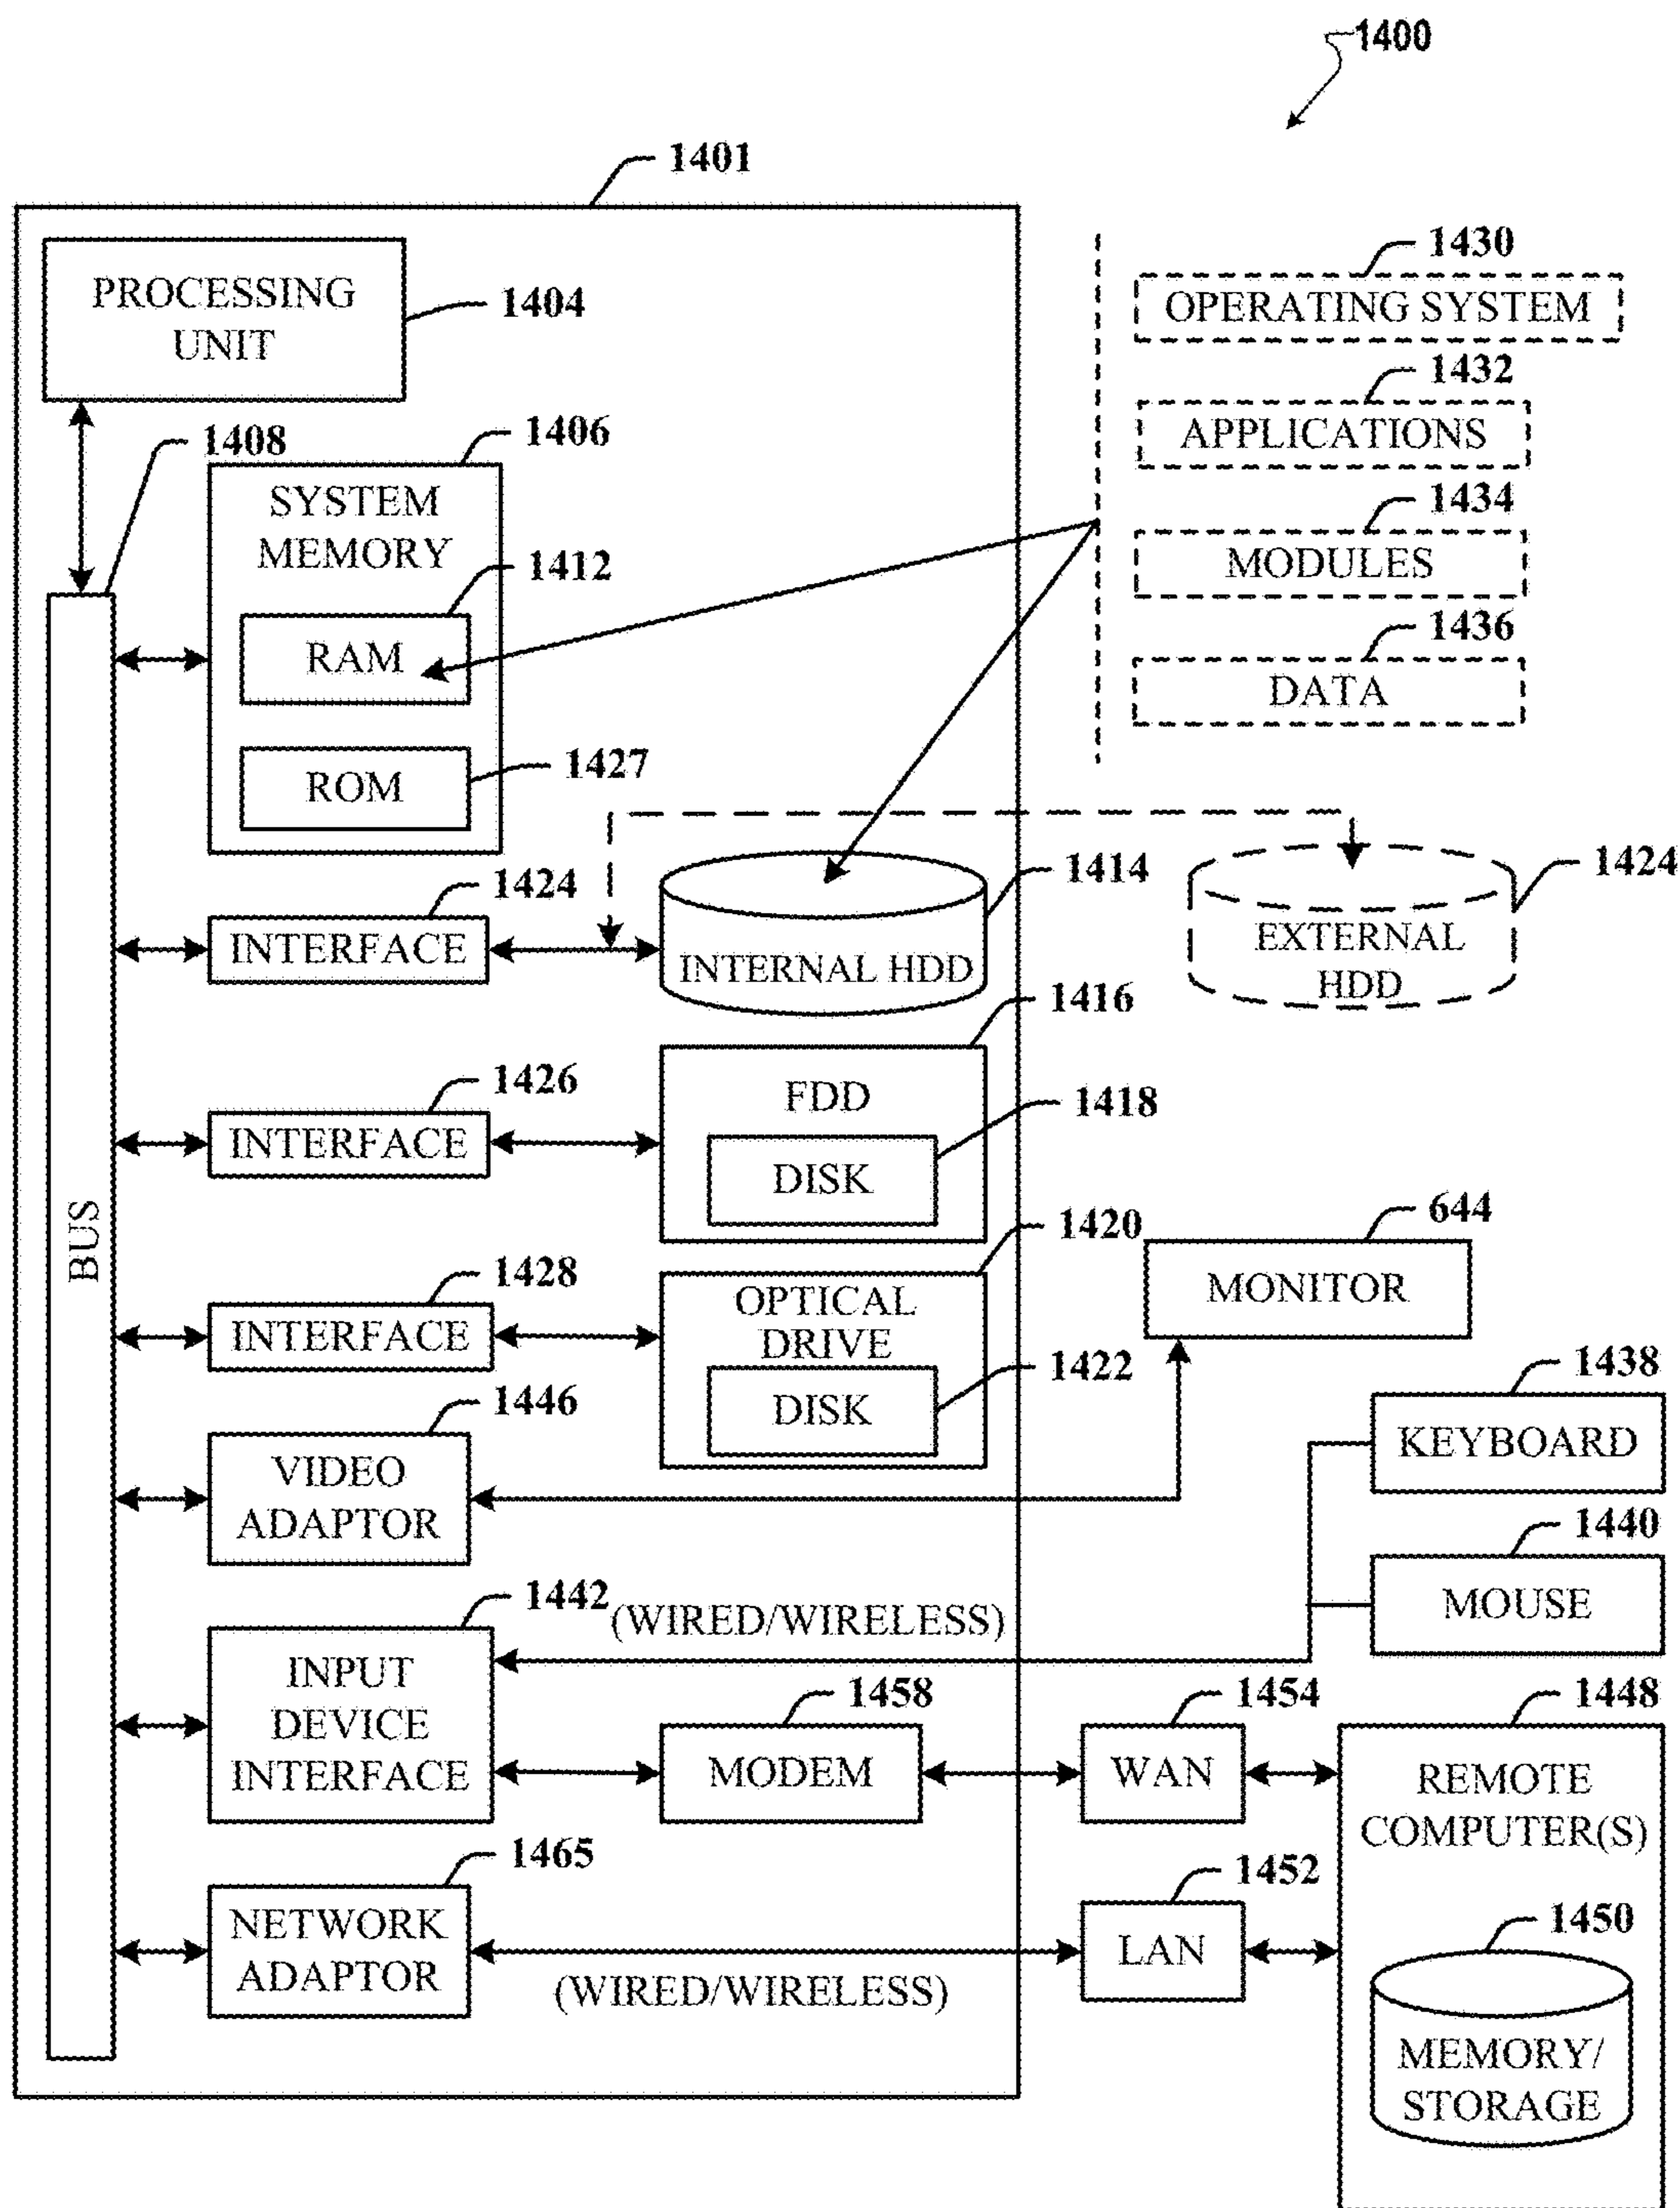 1400
1401
PROCESSING
UNIT
1404
1430
OPERATING SYSTEM
1432
APPLICATIONS
1434
MODULES
1436
DATA
1408
1406
SYSTEM
MEMORY
1412
RAM
1427
ROM
1424
INTERFACE
1414
INTERNAL HDD
1424
EXTERNAL
HDD
1426
INTERFACE
1416
FDD
1418
DISK
BUS
1428
INTERFACE
1420
OPTICAL
DRIVE
1422
DISK
644
MONITOR
1446
VIDEO
ADAPTOR
1438
KEYBOARD
1440
MOUSE
1442
(WIRED/WIRELESS)
INPUT
DEVICE
INTERFACE
1458
MODEM
1454
WAN
1448
REMOTE
COMPUTER(S)
1465
NETWORK
ADAPTOR
(WIRED/WIRELESS)
1452
LAN
1450
MEMORY/
STORAGE